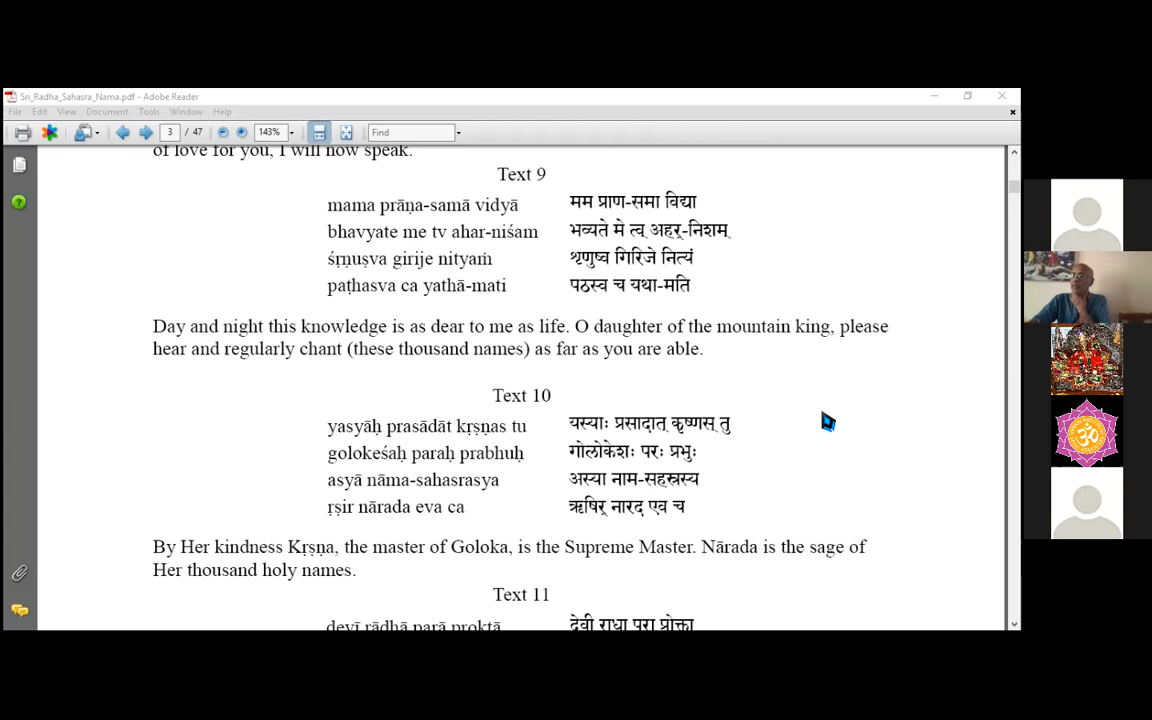 Sri_Radha_Sahasra_Nama.pdf - Adobe Reader
File Edit View Document Tools Window Help
3 / 47 143% Find
of love for you, I will now speak.
Text 9
mama prāṇa-samā vidyā मम प्राण-समा विद्या
bhavyate me tv ahar-niśam भव्यते मे त्व् अहर्-निशम्
śṛṇuṣva girije nityaṁ शृणुष्व गिरिजे नित्यं
paṭhasva ca yathā-mati पठस्व च यथा-मति
Day and night this knowledge is as dear to me as life. O daughter of the mountain king, please
hear and regularly chant (these thousand names) as far as you are able.
Text 10
yasyāḥ prasādāt kṛṣṇas tu यस्याः प्रसादात् कृष्णस् तु
golokeśaḥ paraḥ prabhuḥ गोलोकेशः परः प्रभुः
asyā nāma-sahasrasya अस्या नाम-सहस्रस्य
ṛṣir nārada eva ca ऋषिर् नारद एव च
By Her kindness Kṛṣṇa, the master of Goloka, is the Supreme Master. Nārada is the sage of
Her thousand holy names.
Text 11
devī rādhā parā proktā देवी राधा परा प्रोक्ता
ॐ